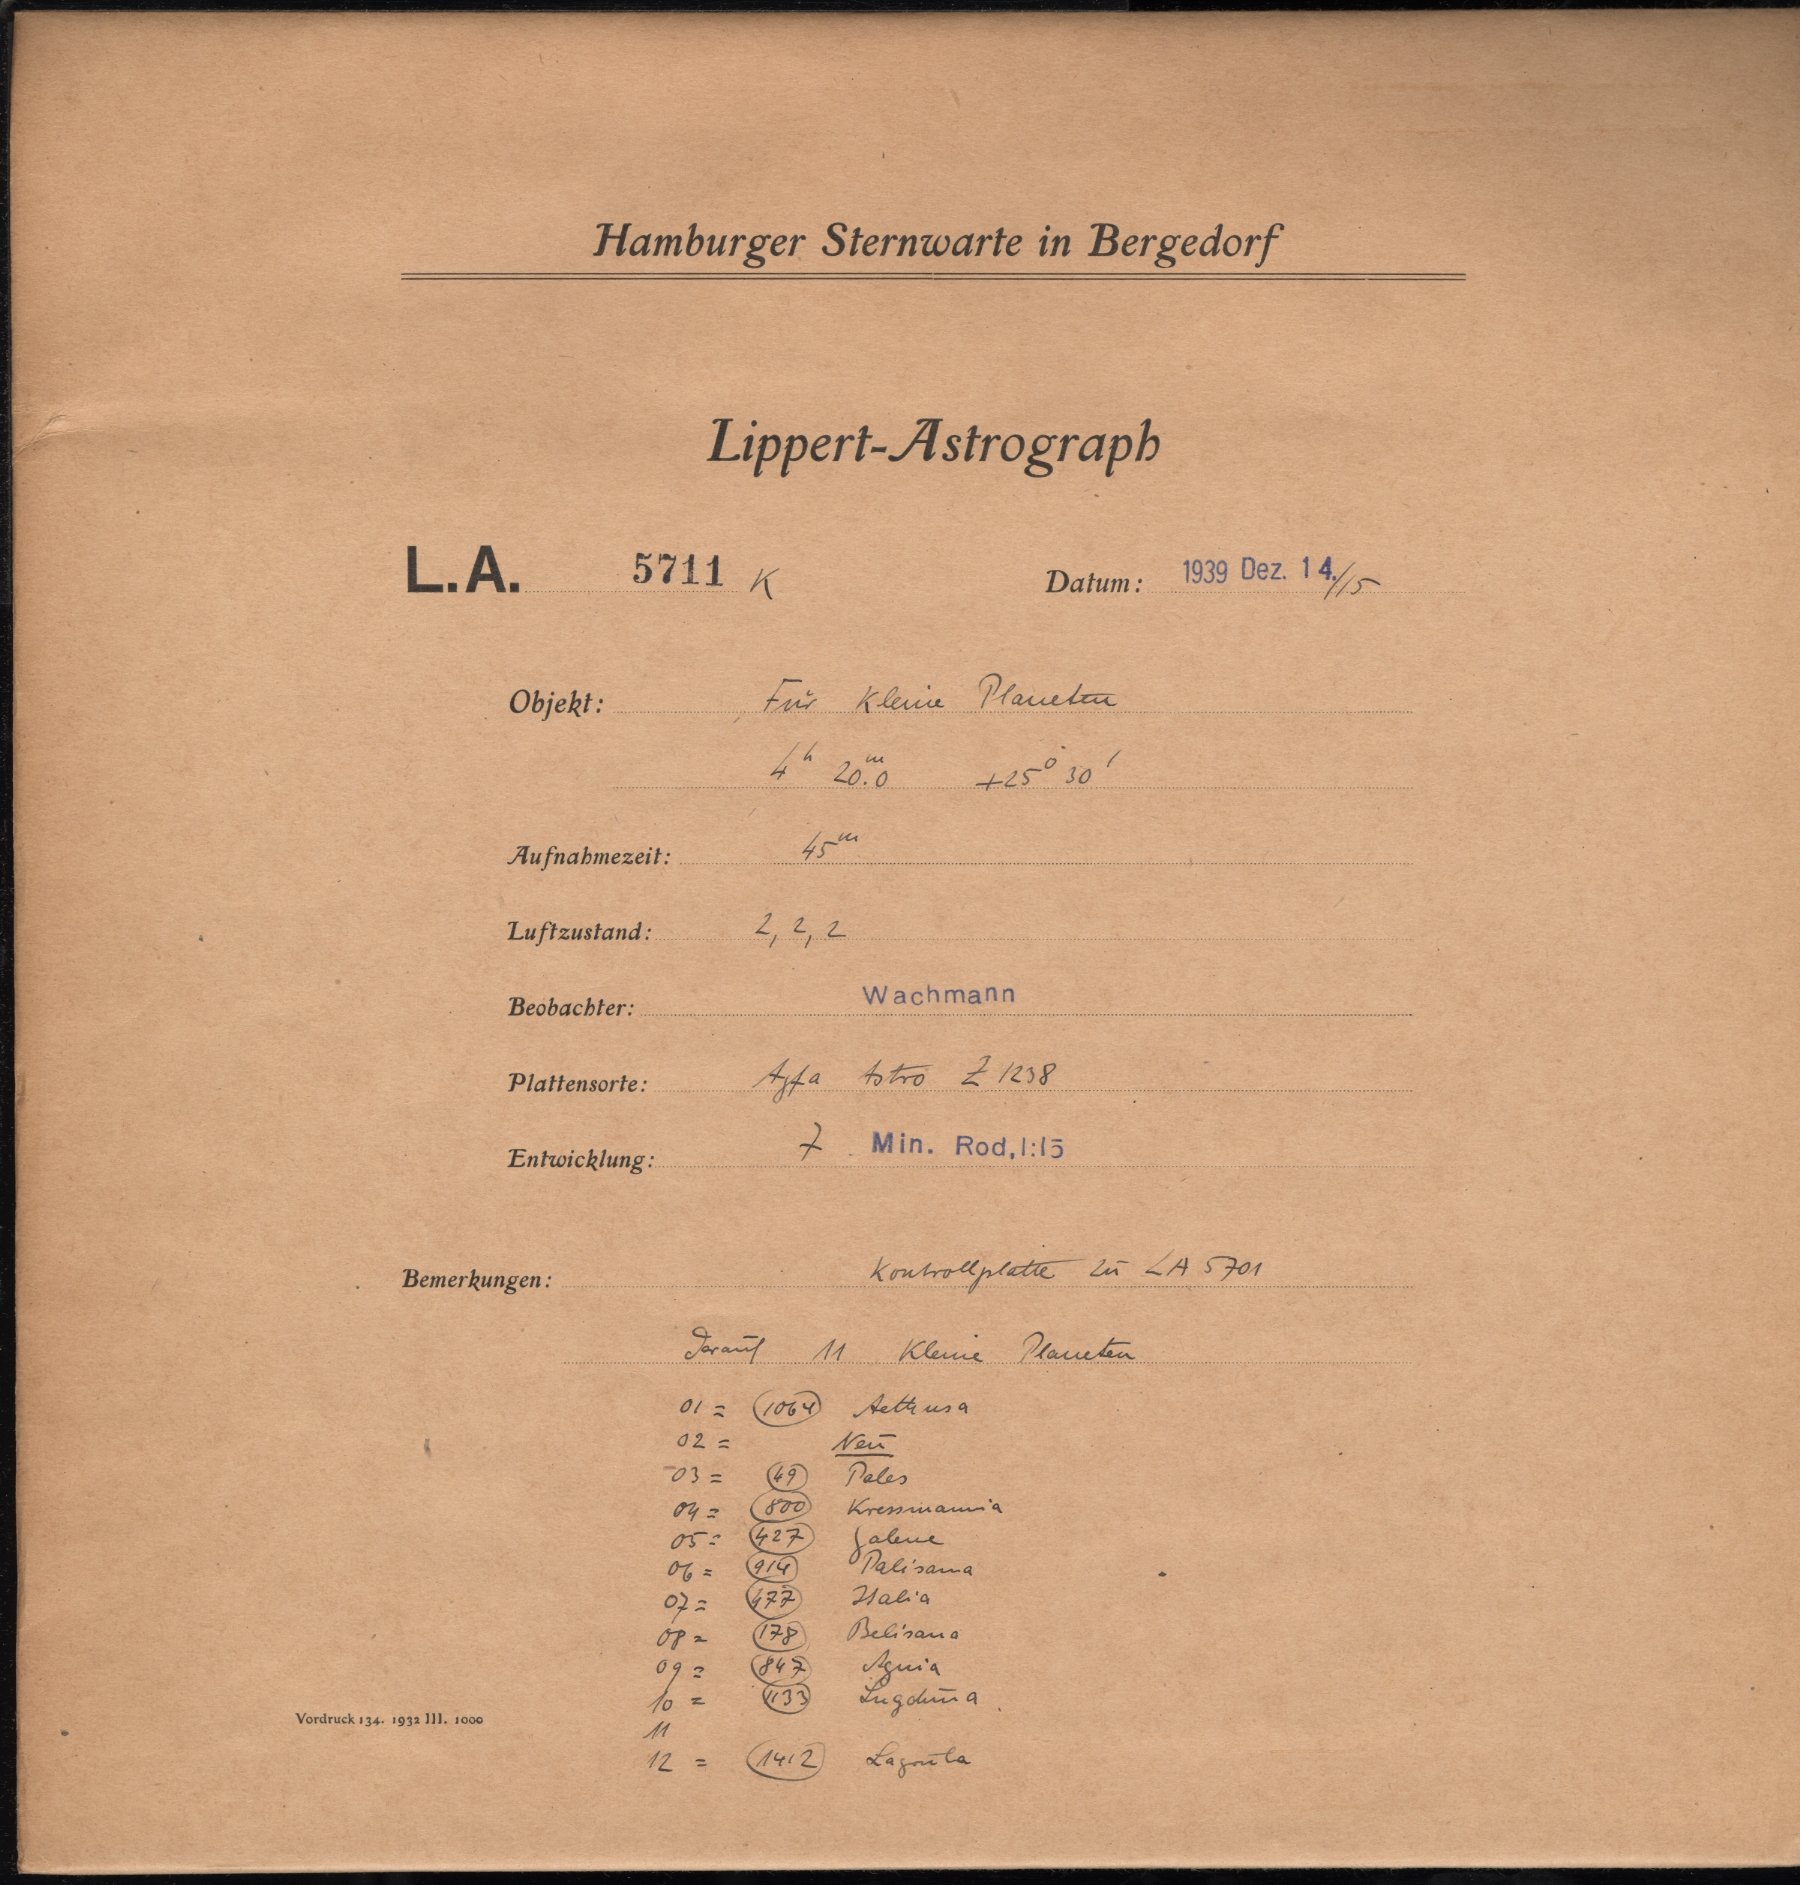 Hamburger Sternwarte in Bergedorf
Lippert-Astrograph
L.A. 5711 K Datum: 1939 Dez. 14./15
Objekt: Für Kleine Planeten
4h 20m.0 +25° 30'
Aufnahmezeit: 45m
Luftzustand: 2, 2, 2
Beobachter: Wachmann
Plattensorte: Agfa Astro Z 1238
Entwicklung: 7 Min. Rod. 1:15
Bemerkungen: Kontrollplatte zu LA 5701
Darauf 11 Kleine Planeten
01 = 1064 Aethusa
02 = Neu
03 = 49 Pales
04 = 800 Kressmannia
05 = 427 Galene
06 = 914 Palisana
07 = 477 Italia
08 = 178 Belisana
09 = 847 Agnia
10 = 1133 Lugduna
11
12 = 1412 Lagrula
Vordruck 134. 1932 III. 1000